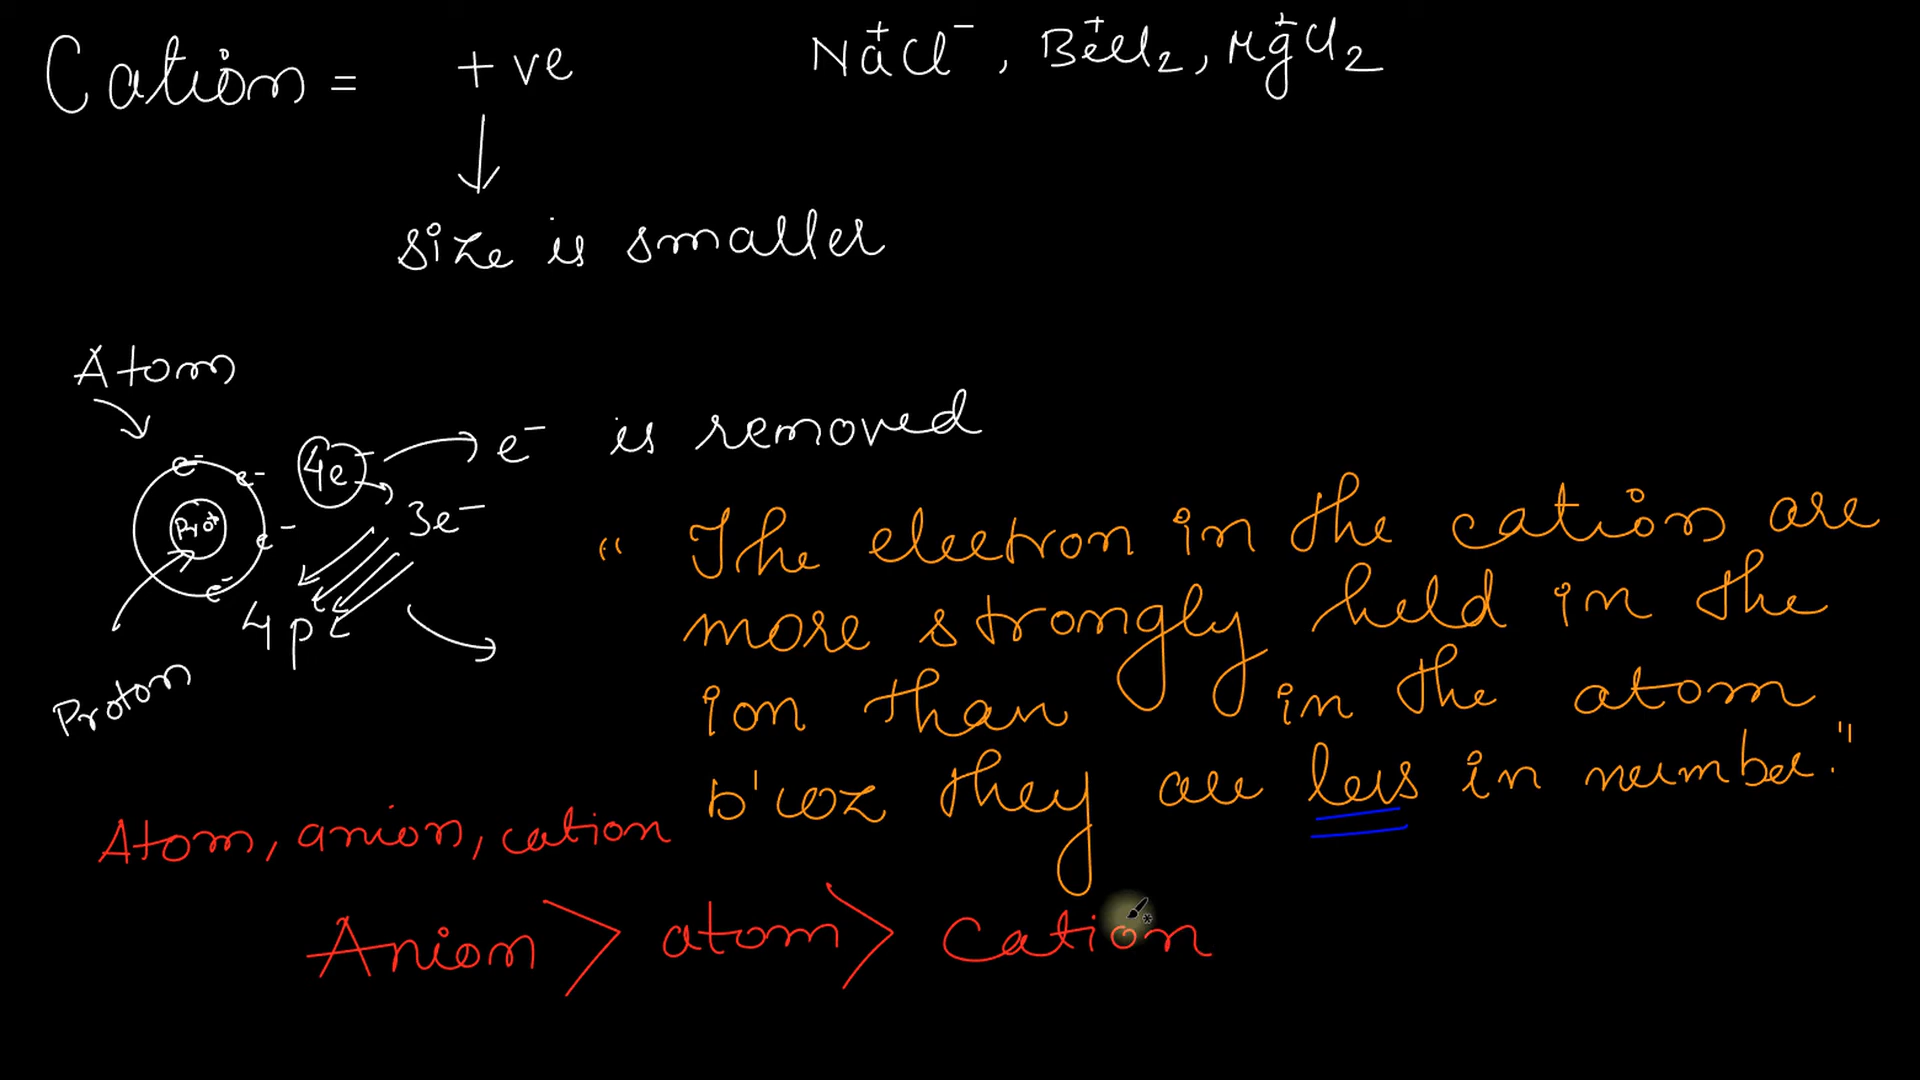 Cation = +ve
Na⁺Cl⁻, Be⁺Cl₂, Mg⁺Cl₂
size is smaller
Atom
4e⁻ e⁻ is removed
e⁻ e⁻
Pro⁺ e⁻ 3e⁻
e⁻
4p
Proton
" The electron in the cation are
more strongly held in the
ion than in the atom
b'coz they are less in number."
Atom, anion, cation
Anion > atom > Cation